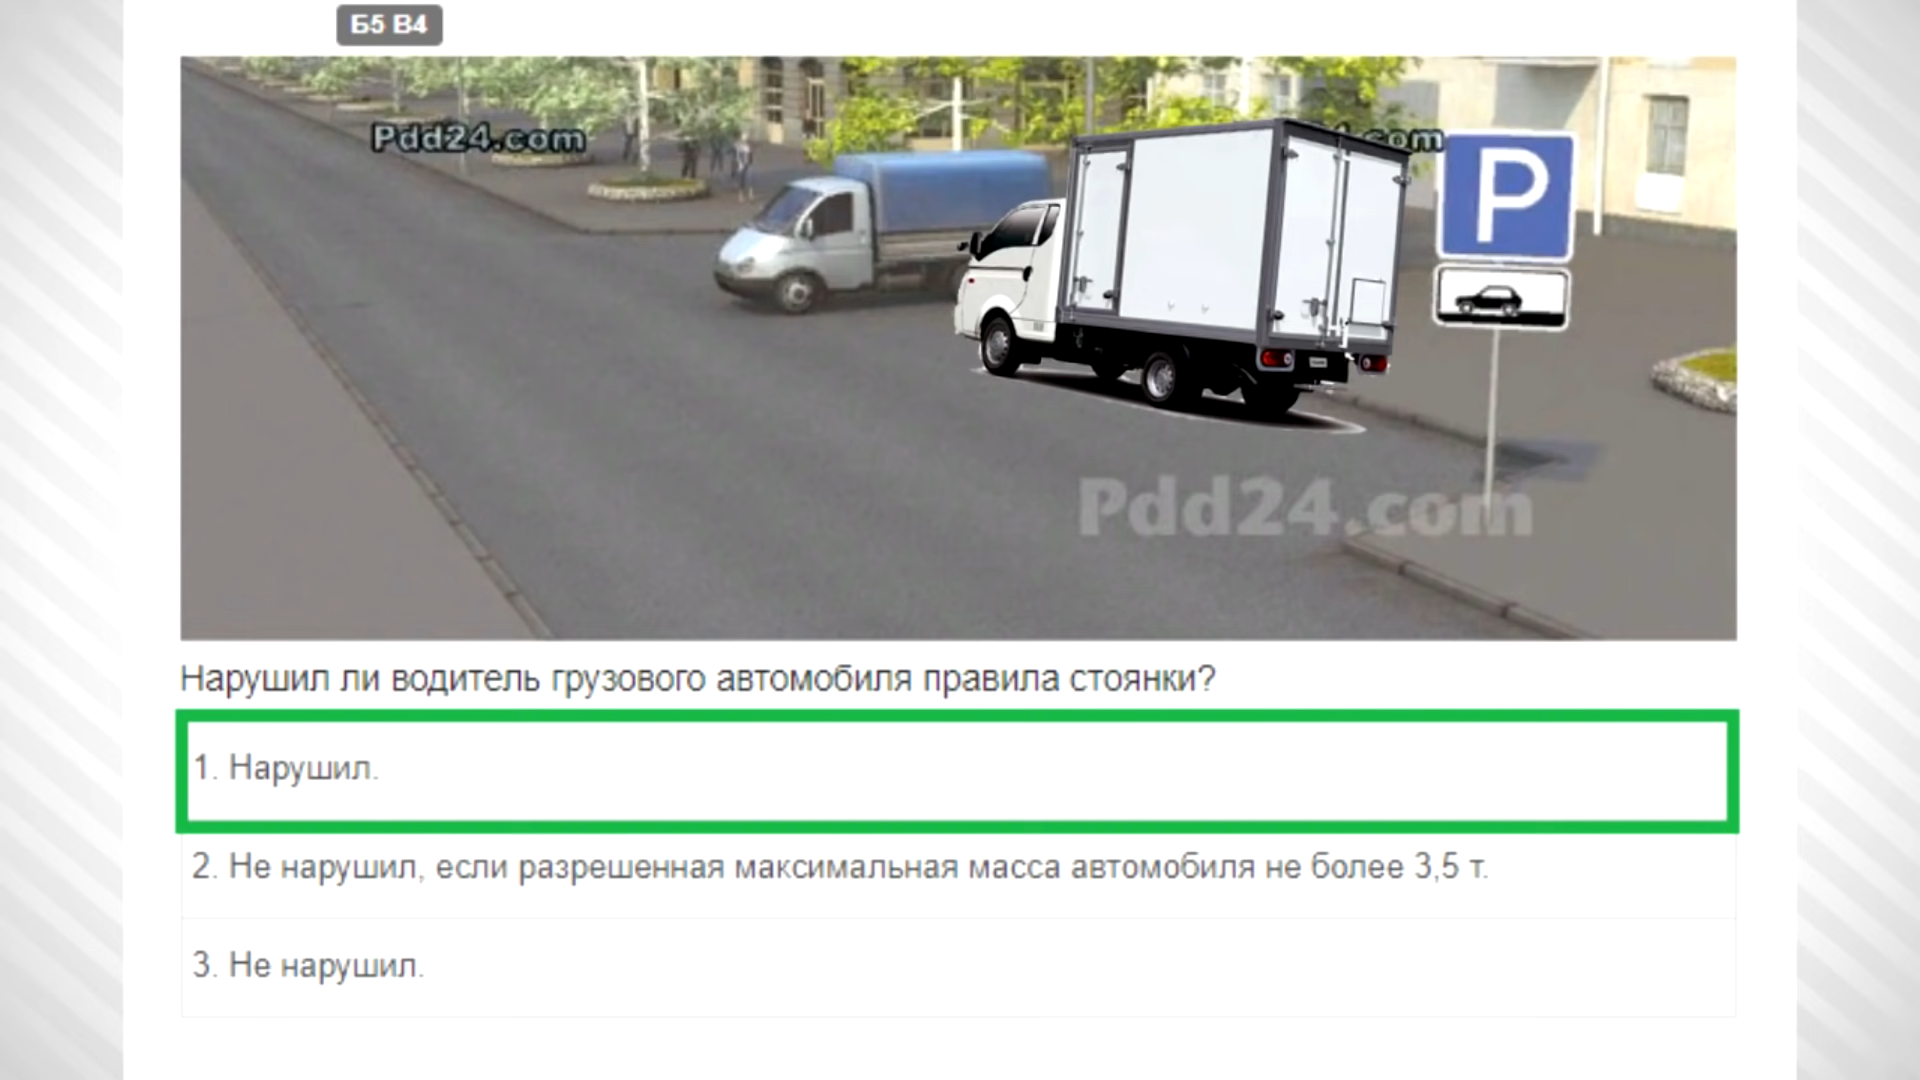 Б5 В4
Pdd24.com
.com
P
Pdd24.com
Нарушил ли водитель грузового автомобиля правила стоянки?
1. Нарушил.
2. Не нарушил, если разрешенная максимальная масса автомобиля не более 3,5 т.
3. Не нарушил.